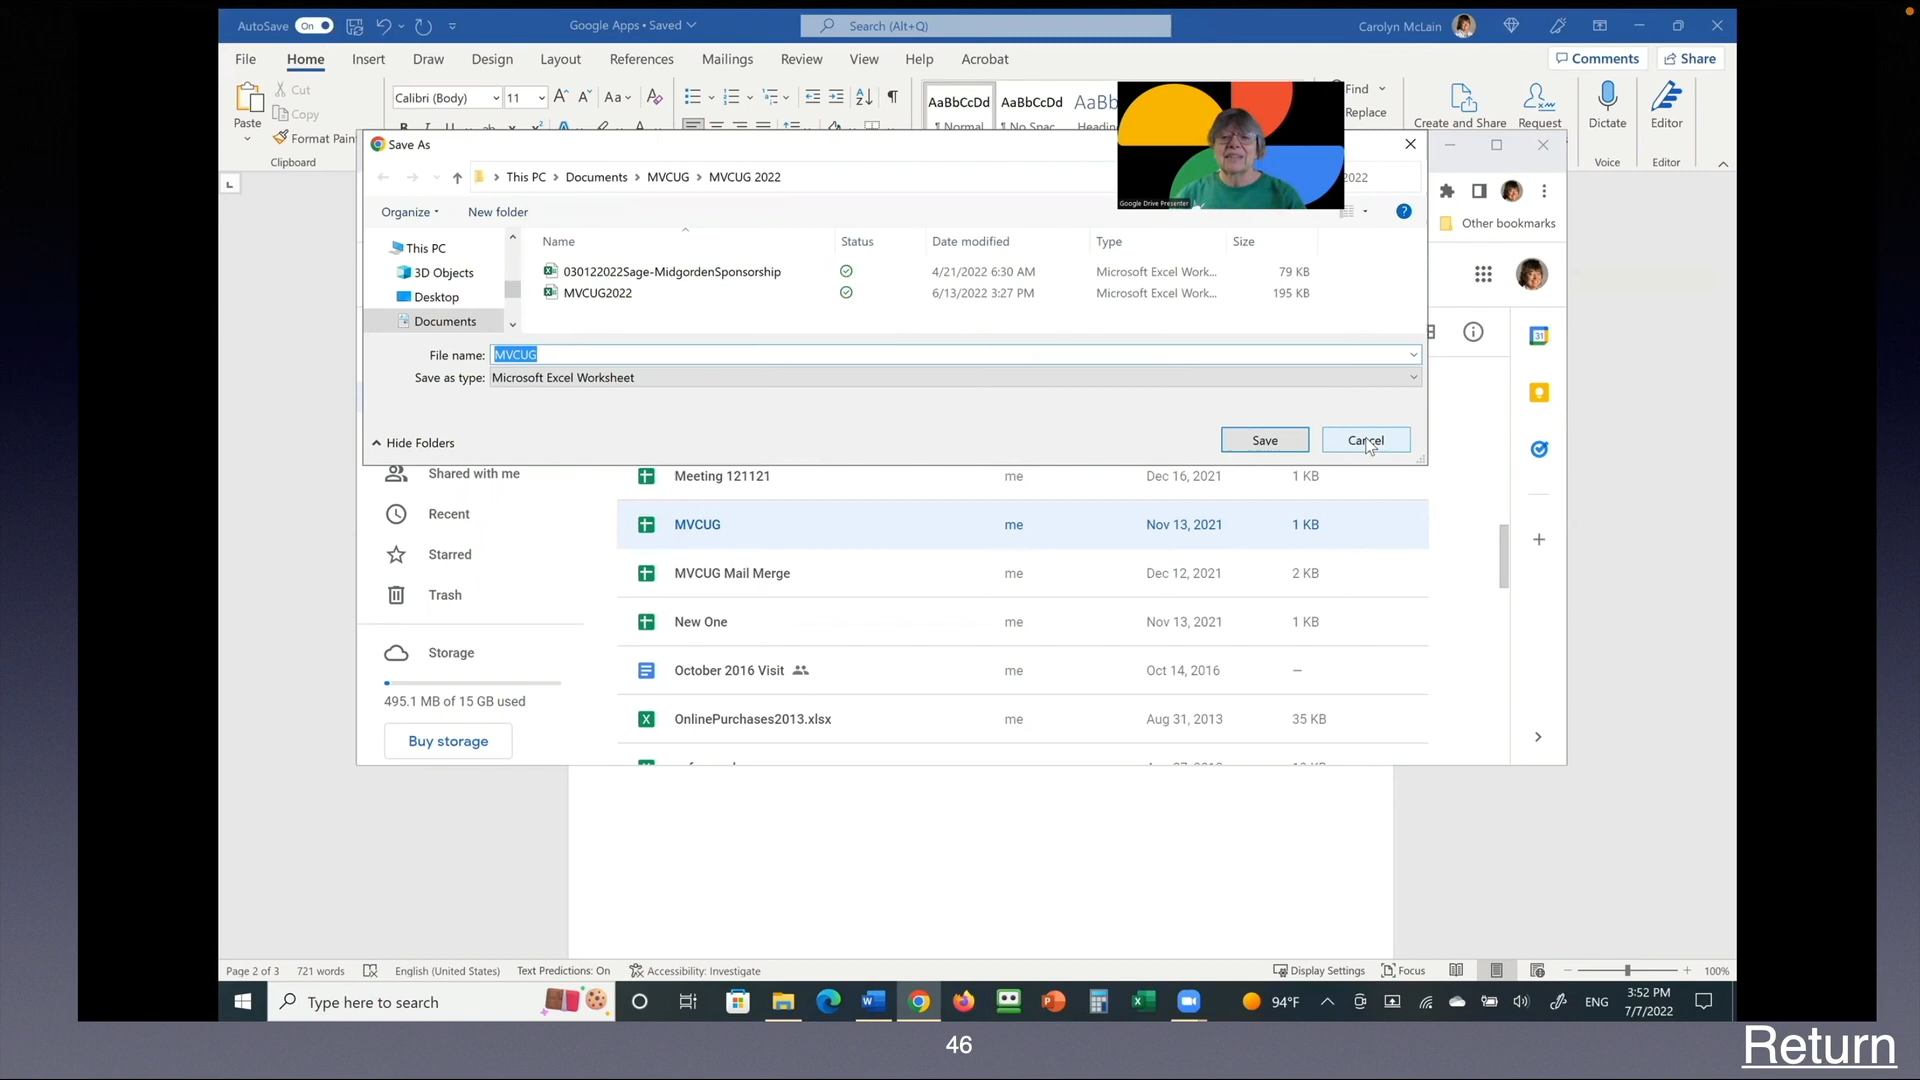 AutoSave On Google Apps • Saved Search (Alt+Q) Carolyn McLain
File Home Insert Draw Design Layout References Mailings Review View Help Acrobat Comments Share
Paste Cut Calibri (Body) 11 Aa AaBbCcDd AaBbCcDd AaBb Find Create and Share Request Dictate Editor
Copy ¶ Normal ¶ No Spac... Heading Replace
Format Pain
Clipboard Voice Editor
Save As
This PC > Documents > MVCUG > MVCUG 2022 2022
Google Drive Presenter
Organize New folder Other bookmarks
Name Status Date modified Type Size
This PC
3D Objects
Desktop
Documents
030122022Sage-MidgordenSponsorship 4/21/2022 6:30 AM Microsoft Excel Work... 79 KB
MVCUG2022 6/13/2022 3:27 PM Microsoft Excel Work... 195 KB
File name: MVCUG
Save as type: Microsoft Excel Worksheet
Hide Folders Save Cancel
Shared with me
Recent
Starred
Trash
Storage
495.1 MB of 15 GB used
Buy storage
Meeting 121121 me Dec 16, 2021 1 KB
MVCUG me Nov 13, 2021 1 KB
MVCUG Mail Merge me Dec 12, 2021 2 KB
New One me Nov 13, 2021 1 KB
October 2016 Visit me Oct 14, 2016 –
OnlinePurchases2013.xlsx me Aug 31, 2013 35 KB
Page 2 of 3 721 words English (United States) Text Predictions: On Accessibility: Investigate Display Settings Focus 100%
Type here to search 94°F ENG 3:52 PM
7/7/2022
46
Return